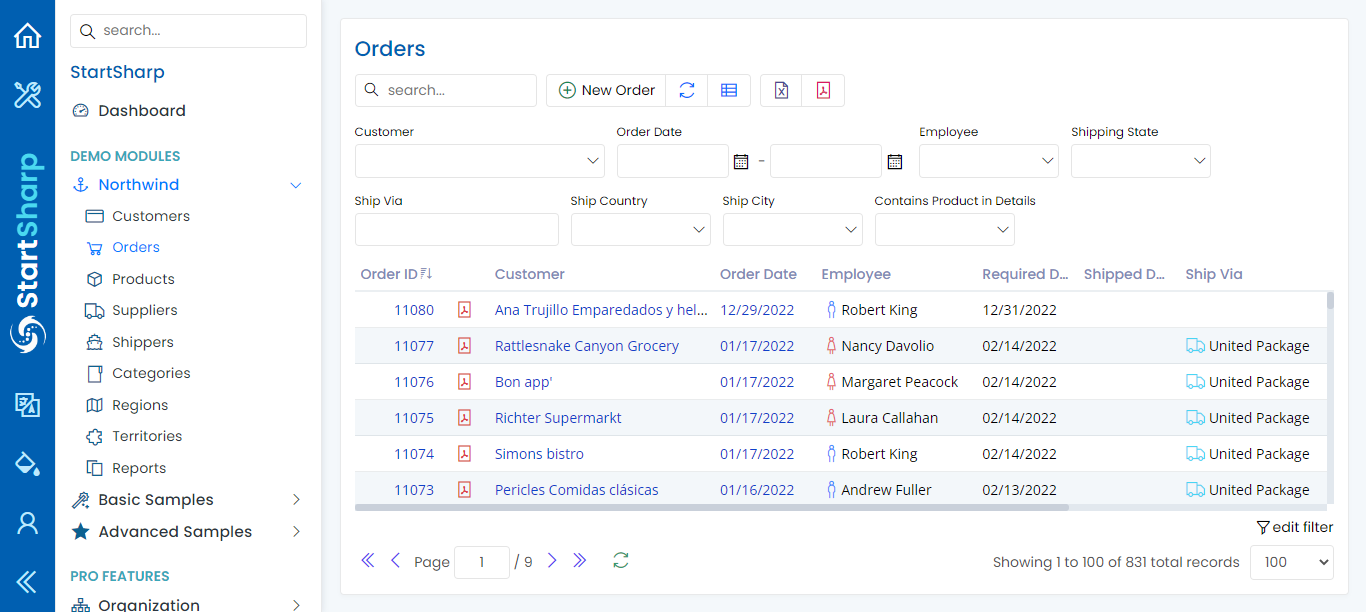 StartSharp
search...
StartSharp
Dashboard
DEMO MODULES
Northwind
Customers
Orders
Products
Suppliers
Shippers
Categories
Regions
Territories
Reports
Basic Samples
Advanced Samples
PRO FEATURES
Organization
Orders
search... New Order
Customer Order Date Employee Shipping State
-
Ship Via Ship Country Ship City Contains Product in Details
Order ID Customer Order Date Employee Required D... Shipped D... Ship Via
11080 Ana Trujillo Emparedados y hel... 12/29/2022 Robert King 12/31/2022
11077 Rattlesnake Canyon Grocery 01/17/2022 Nancy Davolio 02/14/2022 United Package
11076 Bon app' 01/17/2022 Margaret Peacock 02/14/2022 United Package
11075 Richter Supermarkt 01/17/2022 Laura Callahan 02/14/2022 United Package
11074 Simons bistro 01/17/2022 Robert King 02/14/2022 United Package
11073 Pericles Comidas clásicas 01/16/2022 Andrew Fuller 02/13/2022 United Package
edit filter
Page 1 / 9 Showing 1 to 100 of 831 total records 100